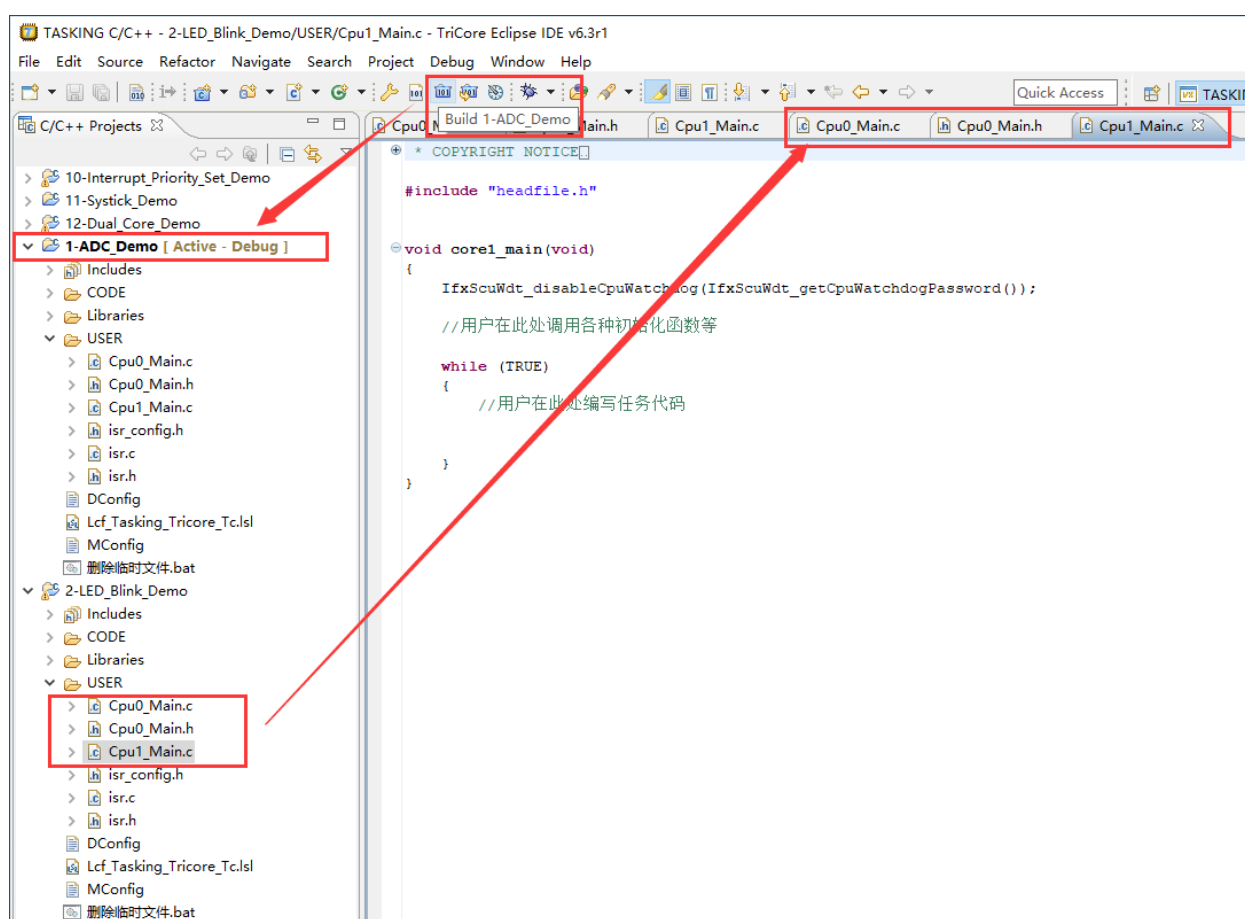 TASKING C/C++ - 2-LED_Blink_Demo/USER/Cpu1_Main.c - TriCore Eclipse IDE v6.3r1
File Edit Source Refactor Navigate Search Project Debug Window Help
Quick Access
C/C++ Projects
Build 1-ADC_Demo
Cpu1_Main.c Cpu0_Main.c Cpu0_Main.h Cpu1_Main.c
10-Interrupt_Priority_Set_Demo
11-Systick_Demo
12-Dual_Core_Demo
1-ADC_Demo [ Active - Debug ]
Includes
CODE
Libraries
USER
Cpu0_Main.c
Cpu0_Main.h
Cpu1_Main.c
isr_config.h
isr.c
isr.h
DConfig
Lcf_Tasking_Tricore_Tc.lsl
MConfig
删除临时文件.bat
2-LED_Blink_Demo
Includes
CODE
Libraries
USER
Cpu0_Main.c
Cpu0_Main.h
Cpu1_Main.c
isr_config.h
isr.c
isr.h
DConfig
Lcf_Tasking_Tricore_Tc.lsl
MConfig
删除临时文件.bat
* COPYRIGHT NOTICE
#include "headfile.h"
void core1_main(void)
{
IfxScuWdt_disableCpuWatchdog(IfxScuWdt_getCpuWatchdogPassword());
//用户在此处调用各种初始化函数等
while (TRUE)
{
//用户在此处编写任务代码
}
}